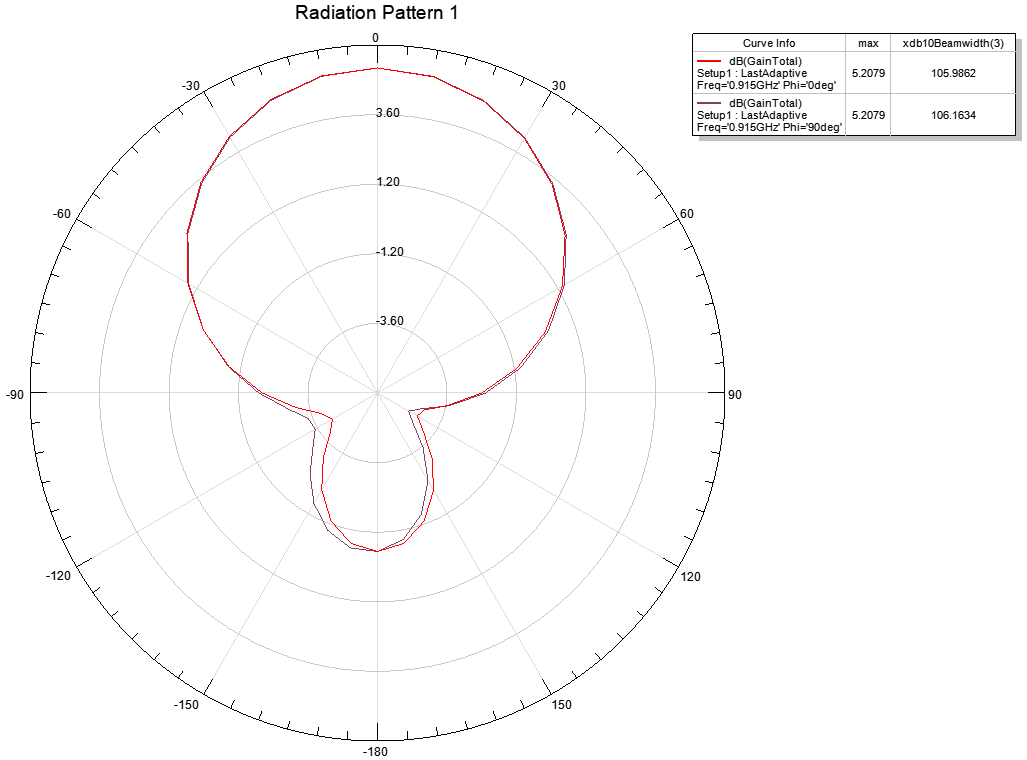 Radiation Pattern 1
Curve Info max xdb10Beamwidth(3)
dB(GainTotal)
Setup1 : LastAdaptive
Freq='0.915GHz' Phi='0deg'
5.2079 105.9862
dB(GainTotal)
Setup1 : LastAdaptive
Freq='0.915GHz' Phi='90deg'
5.2079 106.1634
0
-30 30
3.60
1.20
-60 60
-1.20
-3.60
-90 90
-120 120
-150 150
-180